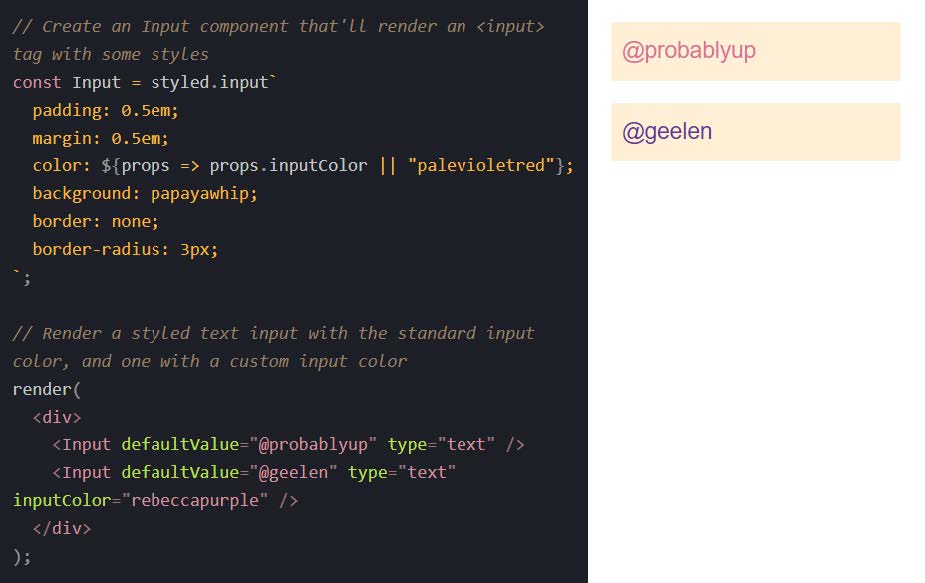 // Create an Input component that'll render an <input>
tag with some styles
const Input = styled.input`
  padding: 0.5em;
  margin: 0.5em;
  color: ${props => props.inputColor || "palevioletred"};
  background: papayawhip;
  border: none;
  border-radius: 3px;
`;
// Render a styled text input with the standard input
color, and one with a custom input color
render(
  <div>
    <Input defaultValue="@probablyup" type="text" />
    <Input defaultValue="@geelen" type="text"
inputColor="rebeccapurple" />
  </div>
);
@probablyup
@geelen